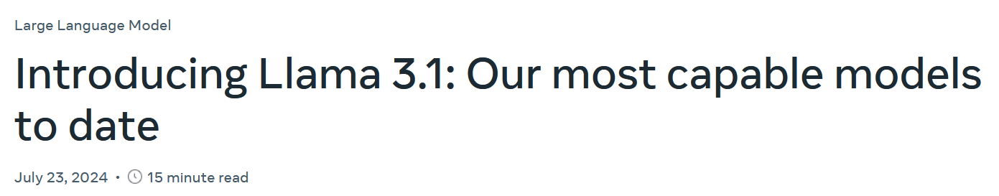 Large Language Model
Introducing Llama 3.1: Our most capable models
to date
July 23, 2024 • 15 minute read